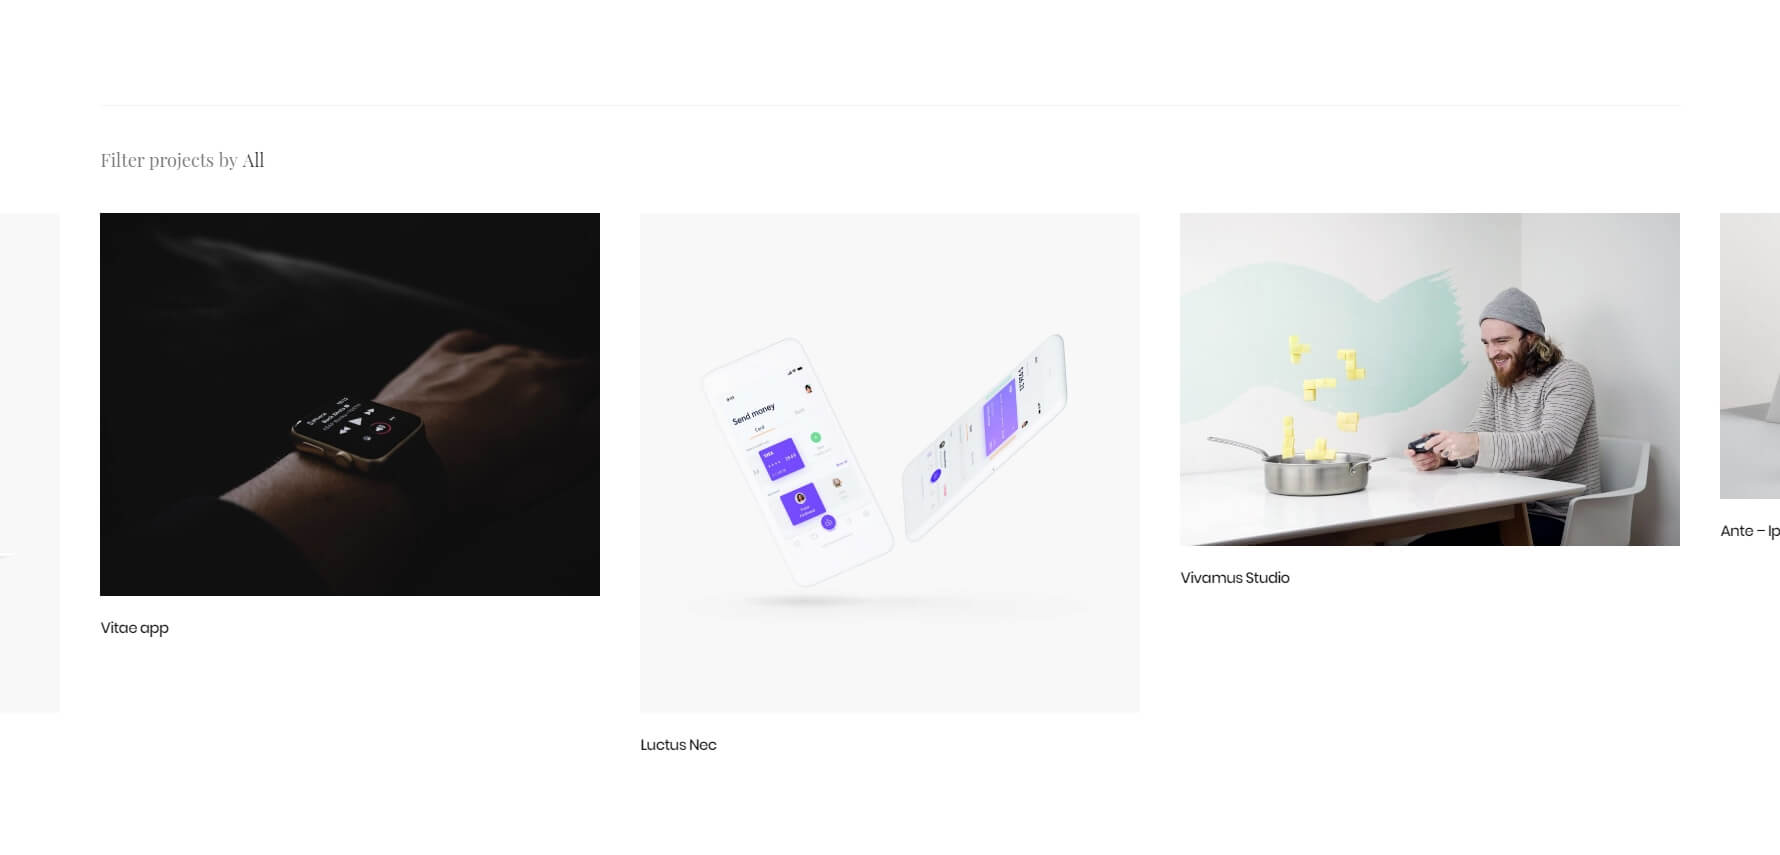 Filter projects by All
Send money
Card
VISA
Vitae app
Luctus Nec
Vivamus Studio
Ante – Ip